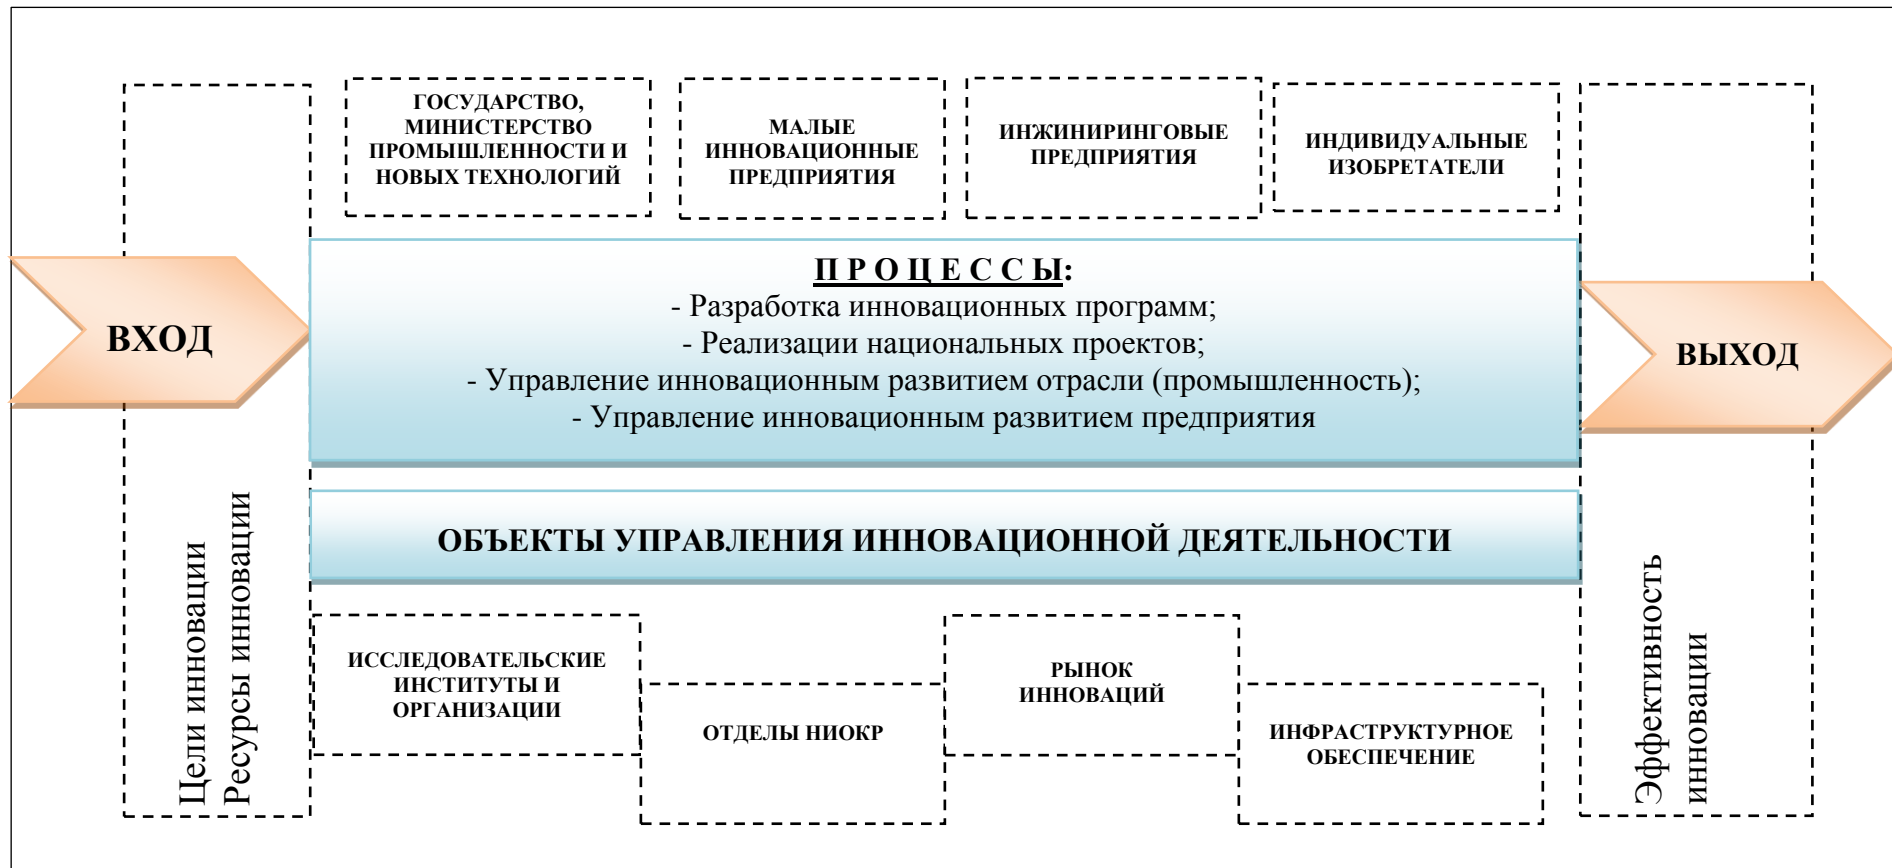 ГОСУДАРСТВО,
МИНИСТЕРСТВО
ПРОМЫШЛЕННОСТИ И
НОВЫХ ТЕХНОЛОГИЙ
МАЛЫЕ
ИННОВАЦИОННЫЕ
ПРЕДПРИЯТИЯ
ИНЖИНИРИНГОВЫЕ
ПРЕДПРИЯТИЯ
ИНДИВИДУАЛЬНЫЕ
ИЗОБРЕТАТЕЛИ
ВХОД
П Р О Ц Е С С Ы:
- Разработка инновационных программ;
- Реализации национальных проектов;
- Управление инновационным развитием отрасли (промышленность);
- Управление инновационным развитием предприятия
ВЫХОД
Цели инновации
Ресурсы инновации
ОБЪЕКТЫ УПРАВЛЕНИЯ ИННОВАЦИОННОЙ ДЕЯТЕЛЬНОСТИ
Эффективность
инновации
ИССЛЕДОВАТЕЛЬСКИЕ
ИНСТИТУТЫ И
ОРГАНИЗАЦИИ
ОТДЕЛЫ НИОКР
РЫНОК
ИННОВАЦИЙ
ИНФРАСТРУКТУРНОЕ
ОБЕСПЕЧЕНИЕ